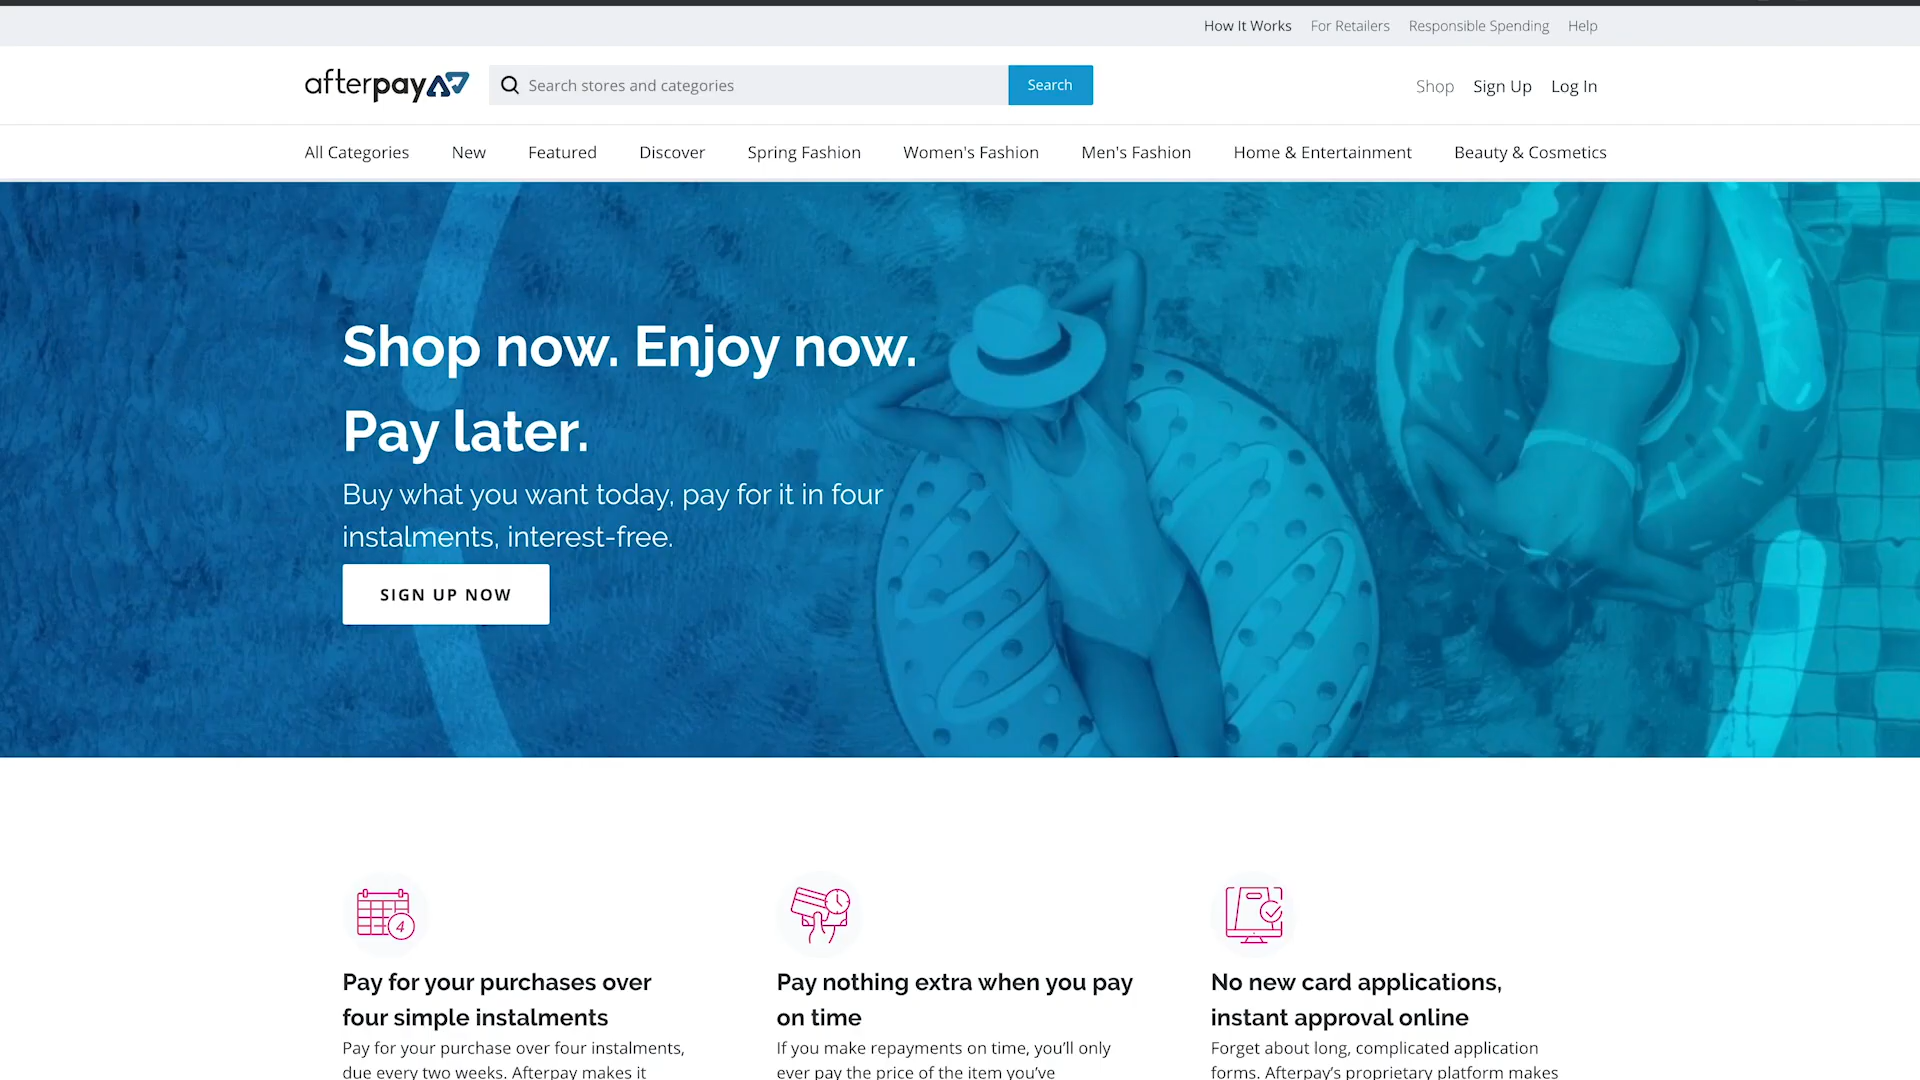 How It Works For Retailers Responsible Spending Help
afterpay Search stores and categories Search Shop Sign Up Log In
All Categories New Featured Discover Spring Fashion Women's Fashion Men's Fashion Home & Entertainment Beauty & Cosmetics
Shop now. Enjoy now.
Pay later.
Buy what you want today, pay for it in four
instalments, interest-free.
SIGN UP NOW
4
Pay for your purchases over
four simple instalments
Pay for your purchase over four instalments,
due every two weeks. Afterpay makes it
Pay nothing extra when you pay
on time
If you make repayments on time, you’ll only
ever pay the price of the item you’ve
No new card applications,
instant approval online
Forget about long, complicated application
forms. Afterpay’s proprietary platform makes